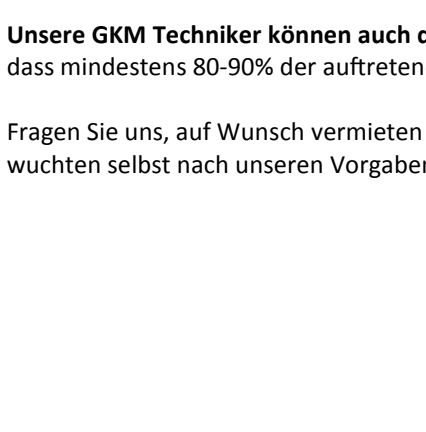 Unsere GKM Techniker können auch
dass mindestens 80-90% der auftreten
Fragen Sie uns, auf Wunsch vermieten
wuchten selbst nach unseren Vorgaben